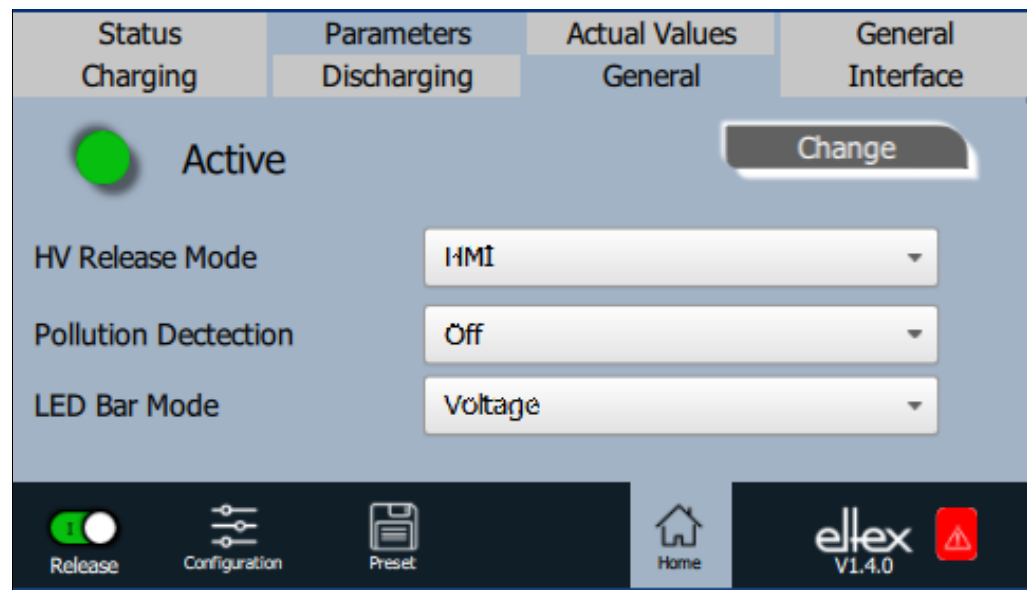 Status Parameters Actual Values General
Charging Discharging General Interface
Active Change
HV Release Mode HMI
Pollution Dectection Off
LED Bar Mode Voltage
I
Release Configuration Preset Home eltex V1.4.0